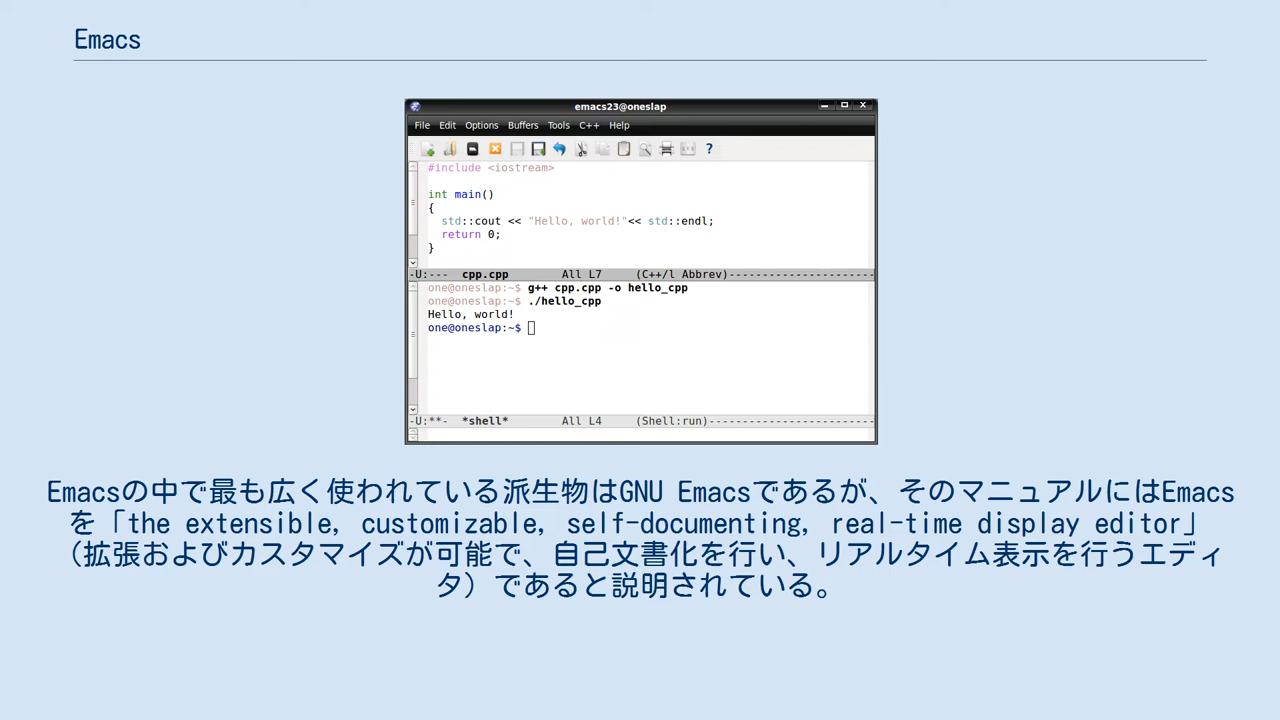 Emacs
emacs23@oneslap
File Edit Options Buffers Tools C++ Help
#include <iostream>
int main()
{
  std::cout << "Hello, world!"<< std::endl;
  return 0;
}
-U:---  cpp.cpp       All L7    (C++/l Abbrev)----------------------
one@oneslap:~$ g++ cpp.cpp -o hello_cpp
one@oneslap:~$ ./hello_cpp
Hello, world!
one@oneslap:~$
-U:**-  *shell*       All L4    (Shell:run)-------------------------
Emacsの中で最も広く使われている派生物はGNU Emacsであるが、そのマニュアルにはEmacs
を「the extensible, customizable, self-documenting, real-time display editor」
（拡張およびカスタマイズが可能で、自己文書化を行い、リアルタイム表示を行うエディ
タ）であると説明されている。